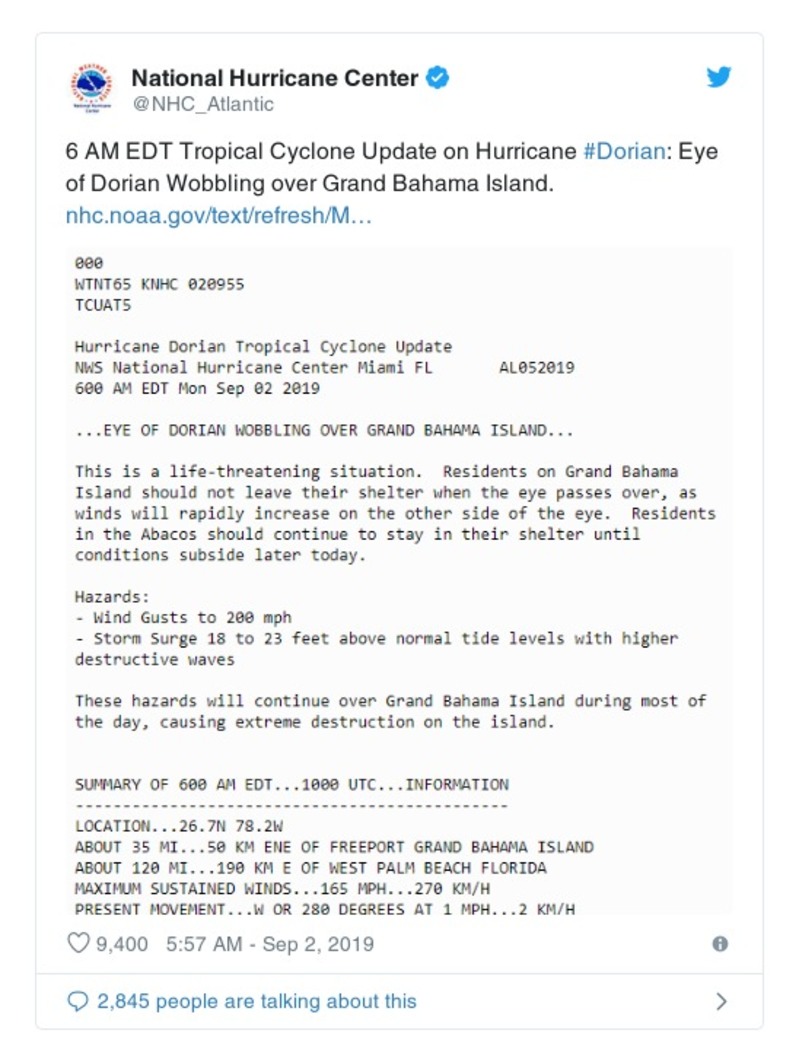 National Hurricane Center
@NHC_Atlantic
6 AM EDT Tropical Cyclone Update on Hurricane #Dorian: Eye
of Dorian Wobbling over Grand Bahama Island.
nhc.noaa.gov/text/refresh/M…
000
WTNT65 KNHC 020955
TCUAT5
Hurricane Dorian Tropical Cyclone Update
NWS National Hurricane Center Miami FL AL052019
600 AM EDT Mon Sep 02 2019
...EYE OF DORIAN WOBBLING OVER GRAND BAHAMA ISLAND...
This is a life-threatening situation. Residents on Grand Bahama
Island should not leave their shelter when the eye passes over, as
winds will rapidly increase on the other side of the eye. Residents
in the Abacos should continue to stay in their shelter until
conditions subside later today.
Hazards:
- Wind Gusts to 200 mph
- Storm Surge 18 to 23 feet above normal tide levels with higher
destructive waves
These hazards will continue over Grand Bahama Island during most of
the day, causing extreme destruction on the island.
SUMMARY OF 600 AM EDT...1000 UTC...INFORMATION
----------------------------------------------
LOCATION...26.7N 78.2W
ABOUT 35 MI...50 KM ENE OF FREEPORT GRAND BAHAMA ISLAND
ABOUT 120 MI...190 KM E OF WEST PALM BEACH FLORIDA
MAXIMUM SUSTAINED WINDS...165 MPH...270 KM/H
PRESENT MOVEMENT...W OR 280 DEGREES AT 1 MPH...2 KM/H
9,400 5:57 AM - Sep 2, 2019
2,845 people are talking about this